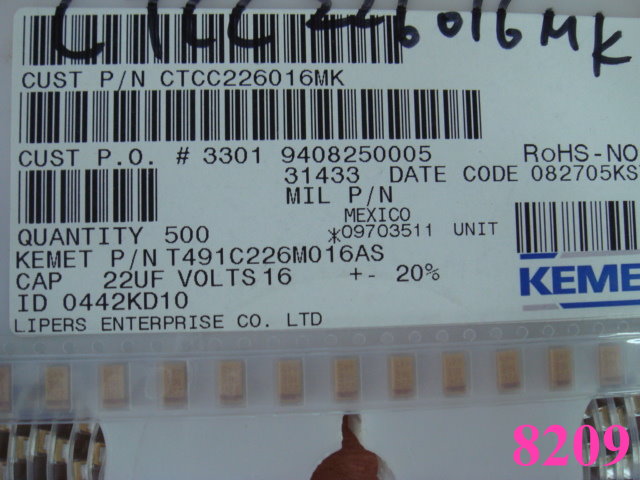 CTCC226016MK
CUST P/N CTCC226016MK
CUST P.O. # 3301 9408250005 RoHS-NO
31433 DATE CODE 082705KS
MIL P/N
MEXICO
QUANTITY 500 *09703511 UNIT
KEMET P/N T491C226M016AS
CAP 22UF VOLTS 16 +- 20%
KEME
ID 0442KD10
LIPERS ENTERPRISE CO. LTD
8209